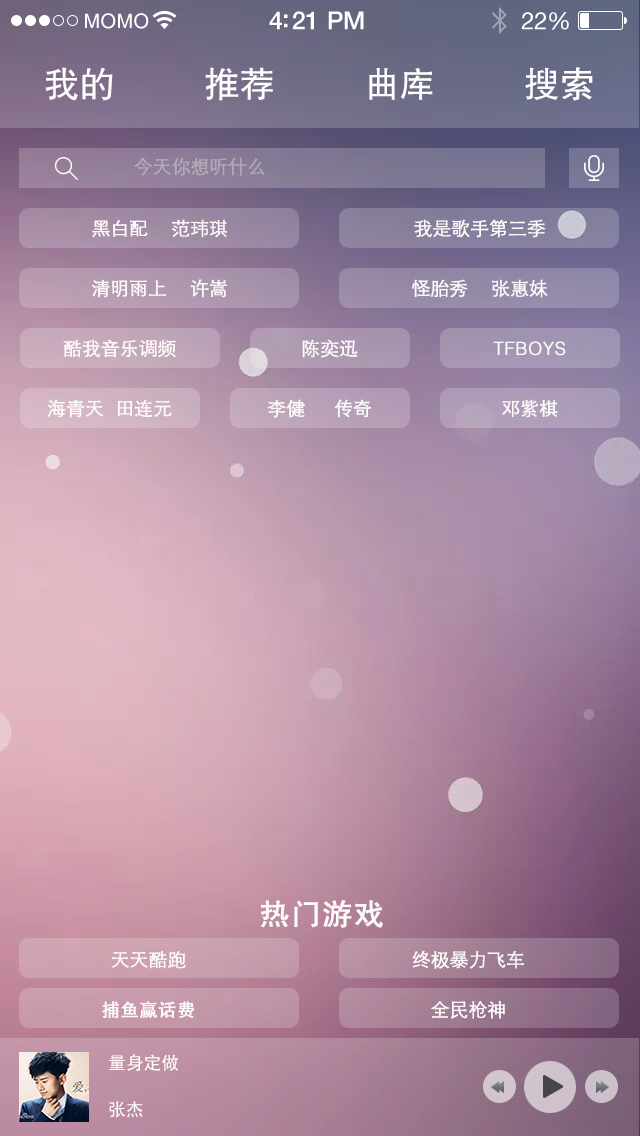 MOMO 4:21 PM 22%
我的 推荐 曲库 搜索
今天你想听什么
黑白配 范玮琪 我是歌手第三季
清明雨上 许嵩 怪胎秀 张惠妹
酷我音乐调频 陈奕迅 TFBOYS
海青天 田连元 李健 传奇 邓紫棋
热门游戏
天天酷跑 终极暴力飞车
捕鱼赢话费 全民枪神
量身定做
张杰